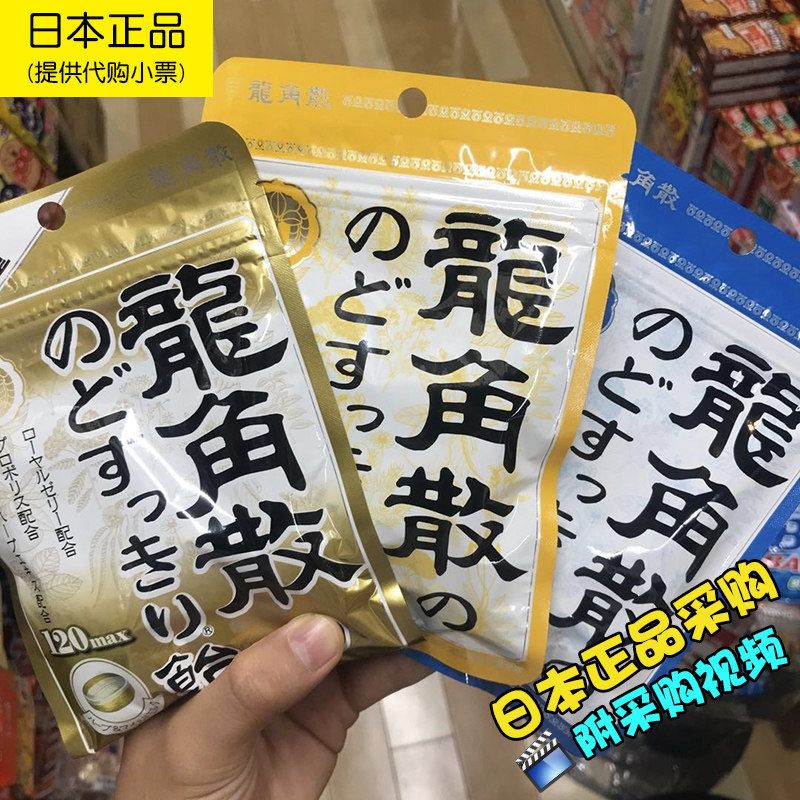 日本正品
(提供代购小票)
龍角散
龍角散
のどすっきり®飴
ローヤルゼリー配合
プロポリス配合
120max
龍角散
龍角散の
のどすっき
角散
龍角散
のどすっ
日本正品采购
附采购视频